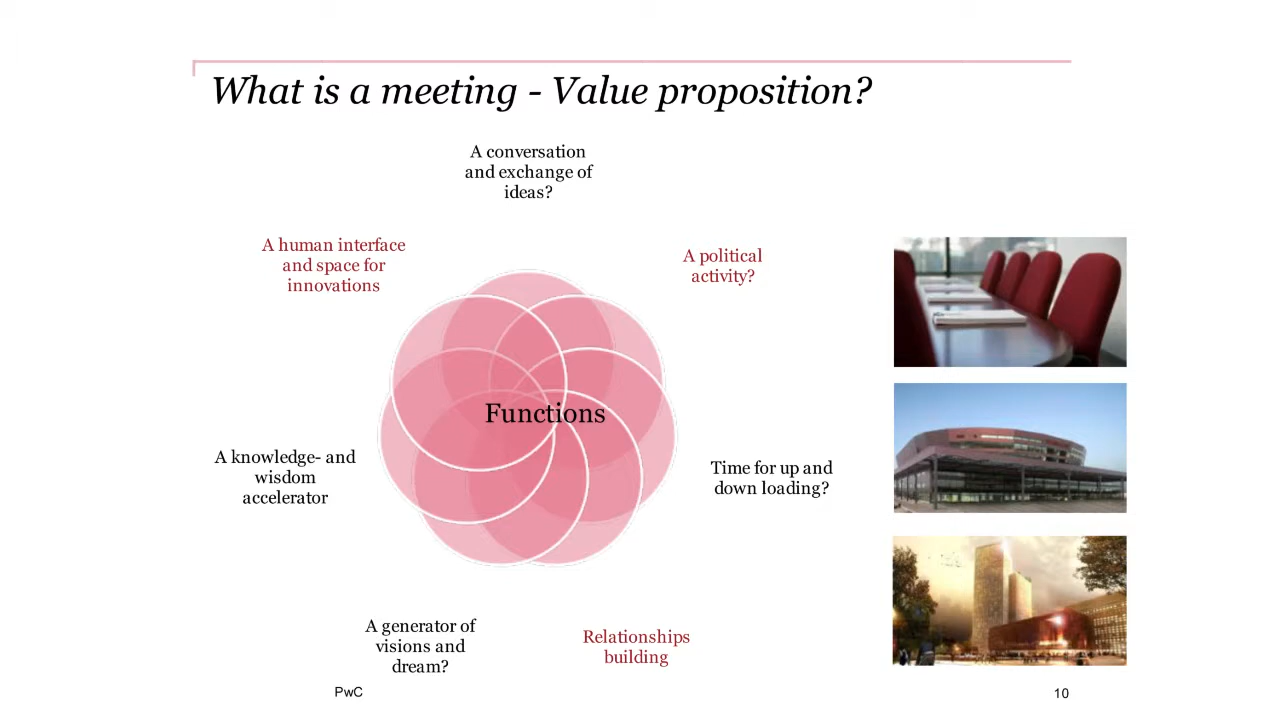 What is a meeting - Value proposition?
A conversation
and exchange of
ideas?
A human interface
and space for
innovations
A political
activity?
Functions
A knowledge- and
wisdom
accelerator
Time for up and
down loading?
A generator of
visions and
dream?
Relationships
building
PwC
10